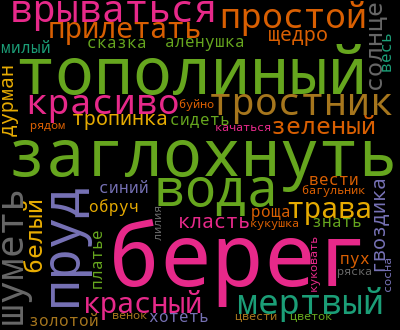 врываться
простой
прилетать
щедро
солнце
милый
сказка
аленушка
весь
тополиный
дурман
красиво
буйно
тростник
рядом
тропинка
сидеть
качаться
зеленый
заглохнуть
шуметь
пруд
синий
вода
вести
багульник
гвоздика
белый
обруч
лилия
класть
роща
трава
кукушка
знать
платье
берег
куковать
пух
ряска
сосна
красный
мертвый
золотой
венок
хотеть
цвести
цветок